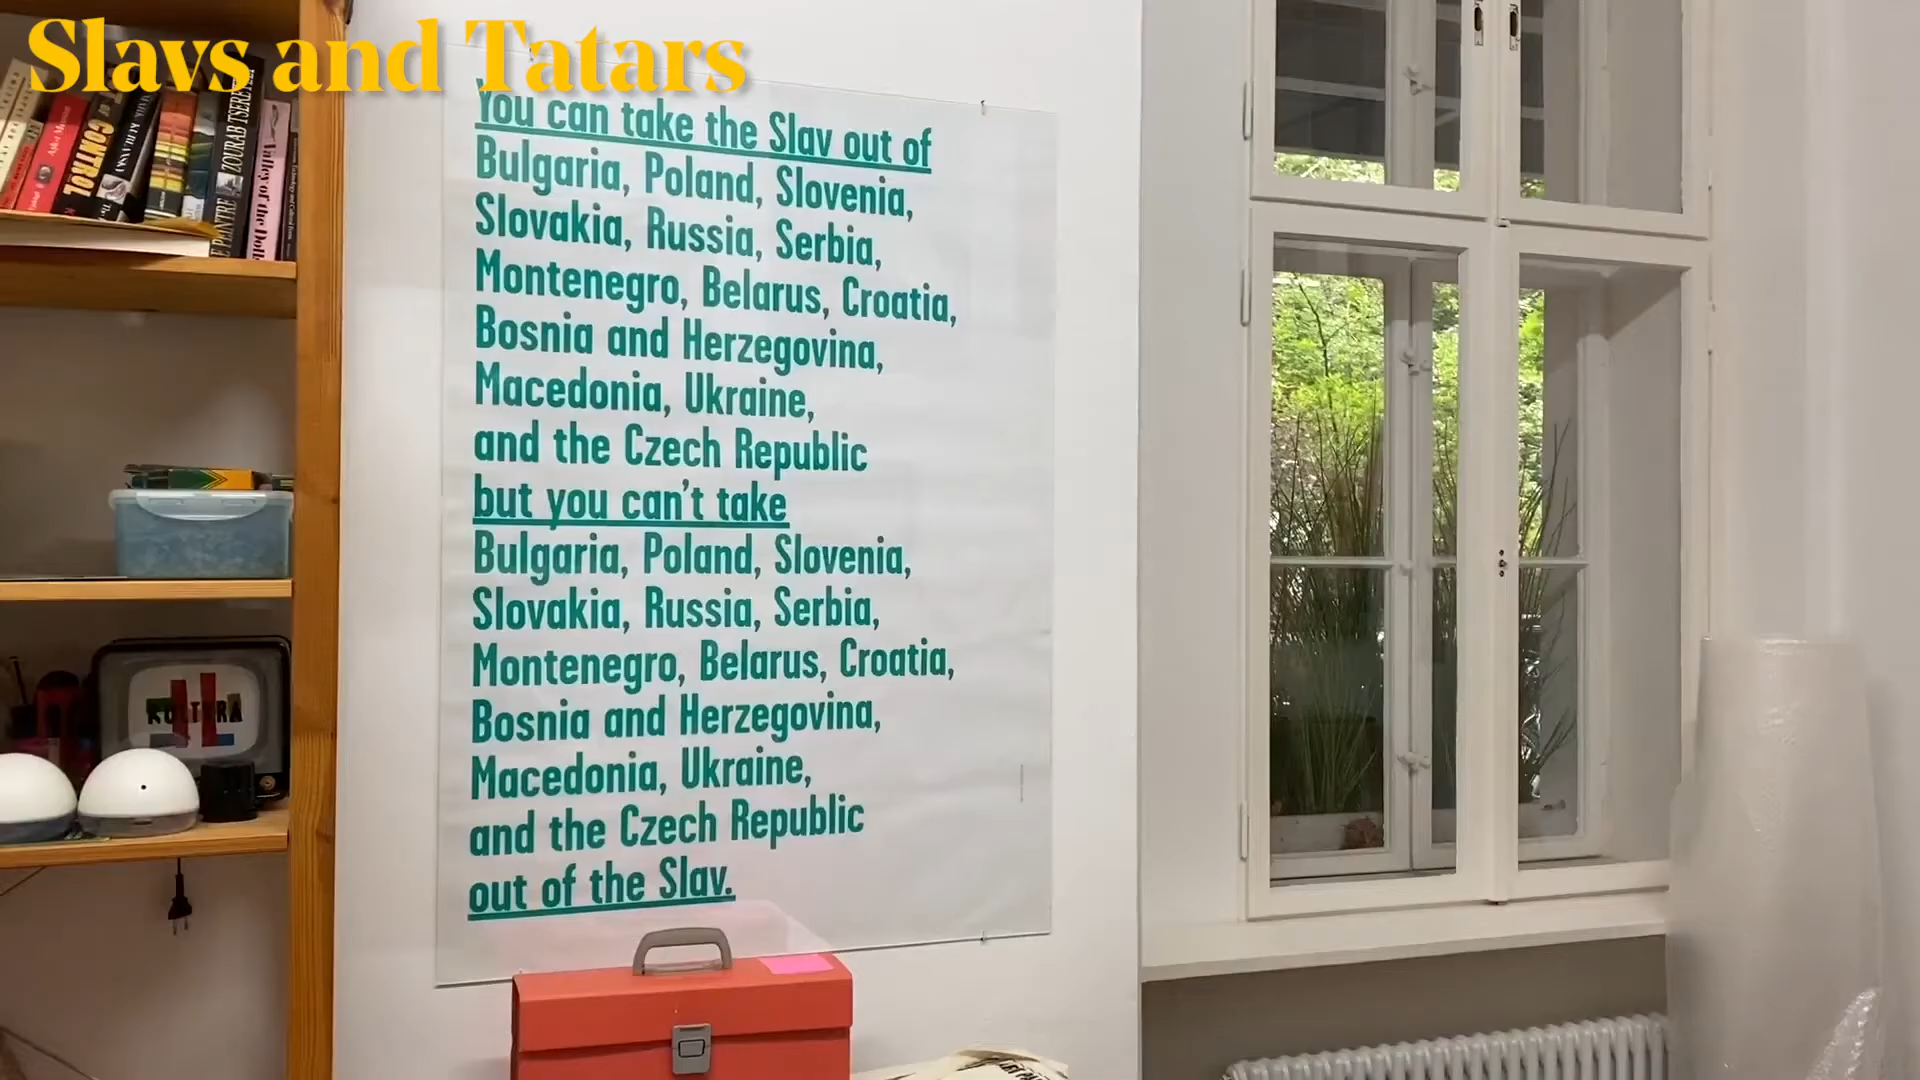 Slavs and Tatars
You can take the Slav out of
Bulgaria, Poland, Slovenia,
Slovakia, Russia, Serbia,
Montenegro, Belarus, Croatia,
Bosnia and Herzegovina,
Macedonia, Ukraine,
and the Czech Republic
but you can't take
Bulgaria, Poland, Slovenia,
Slovakia, Russia, Serbia,
Montenegro, Belarus, Croatia,
Bosnia and Herzegovina,
Macedonia, Ukraine,
and the Czech Republic
out of the Slav.
CONTROL
ZOURAB TSERETELI
Valley of the Dolls
KULTURA